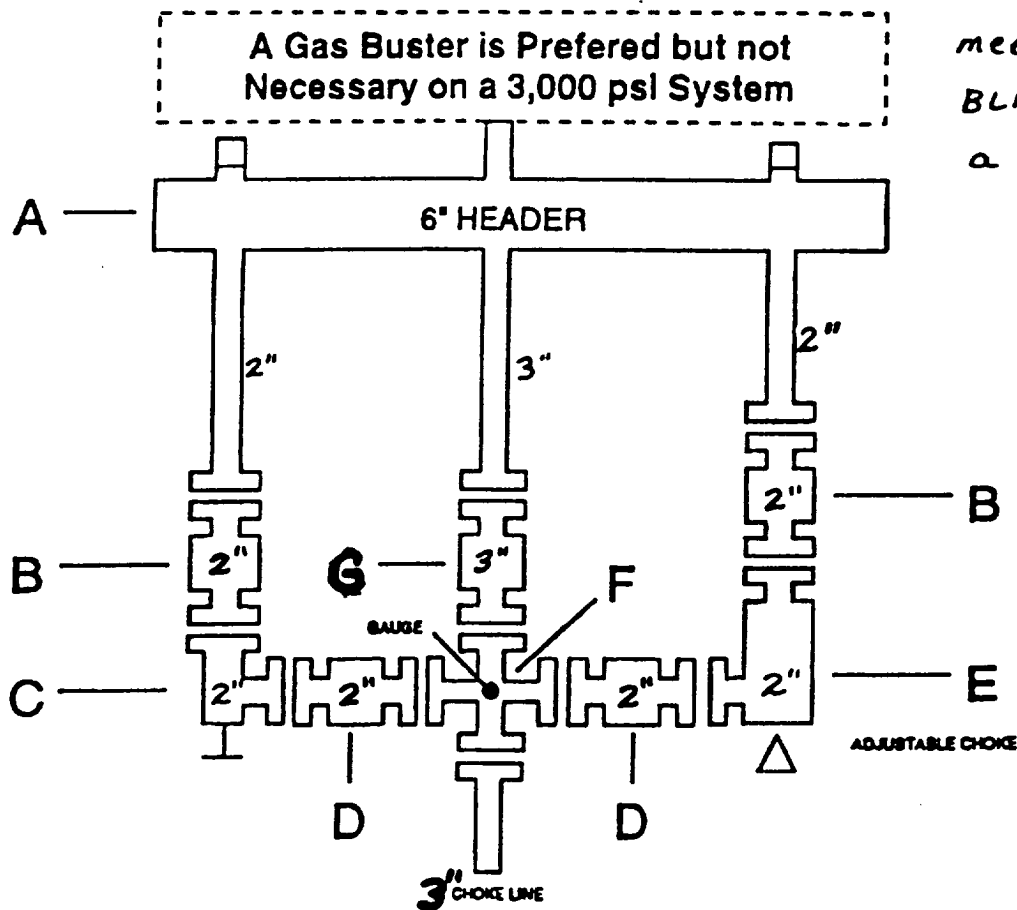 A Gas Buster is Prefered but not
Necessary on a 3,000 psI System
a
A
6" HEADER
2"
3"
2"
B
2"
G
3"
2"
B
GAUGE
F
C
2"
2"
2"
2"
E
ADJUSTABLE CHOKE
D
D
3" CHOKE LINE